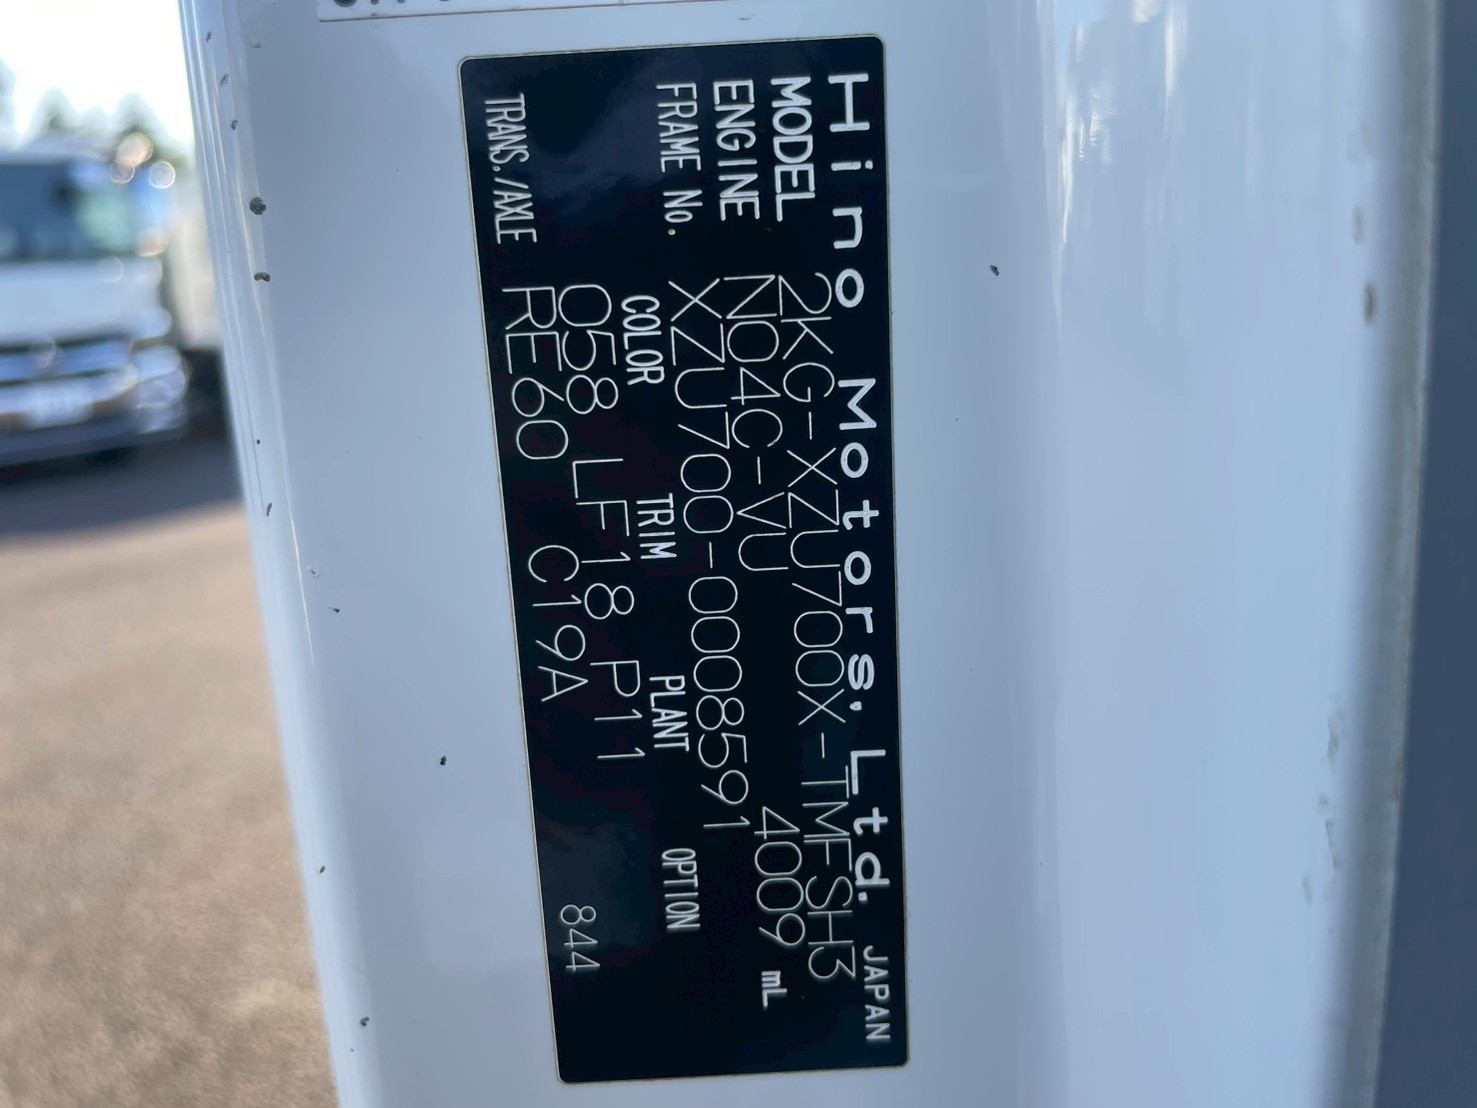 Hino Motors. Ltd. JAPAN
MODEL 2KG-XZU700X-TMFSH3
ENGINE N04C-VU 4009 mL
FRAME No. XZU700-0008591
COLOR TRIM PLANT OPTION
058 LF18 P11
TRANS./AXLE RE60 C19A 844